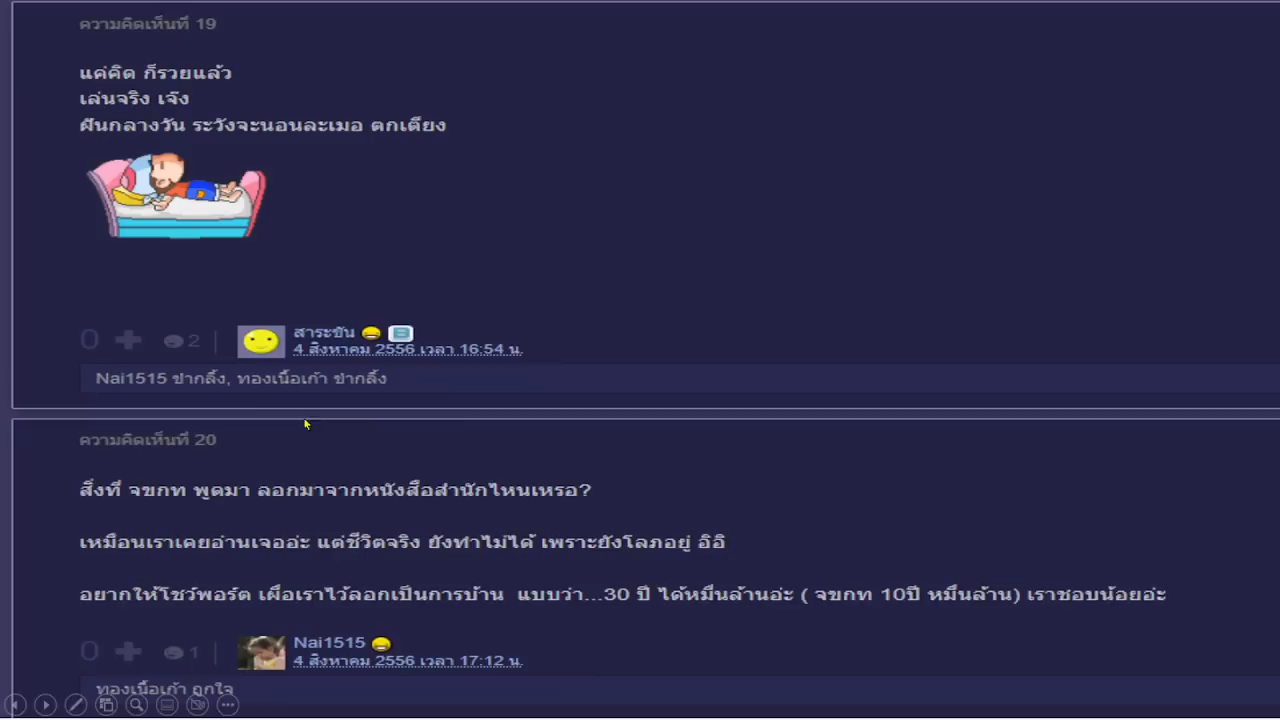 ความคิดเห็นที่ 19
แค่คิด ก็รวยแล้ว
เล่นจริง เจ๊ง
ฝันกลางวัน ระวังจะนอนละเมอ ตกเตียง
0 2
สาระขัน
4 สิงหาคม 2556 เวลา 16:54 น.
Nai1515 ขำกลิ้ง, ทองเนื้อเก้า ขำกลิ้ง
ความคิดเห็นที่ 20
สิ่งที่ จขกท พูดมา ลอกมาจากหนังสือสำนักไหนเหรอ?
เหมือนเราเคยอ่านเจออ่ะ แต่ชีวิตจริง ยังทำไม่ได้ เพราะยังโลภอยู่ อิอิ
อยากให้โชว์พอร์ต เผื่อเราไว้ลอกเป็นการบ้าน แบบว่า...30 ปี ได้หมื่นล้านอ่ะ ( จขกท 10ปี หมื่นล้าน) เราชอบน้อยอ่ะ
0 1
Nai1515
4 สิงหาคม 2556 เวลา 17:12 น.
ทองเนื้อเก้า ถูกใจ